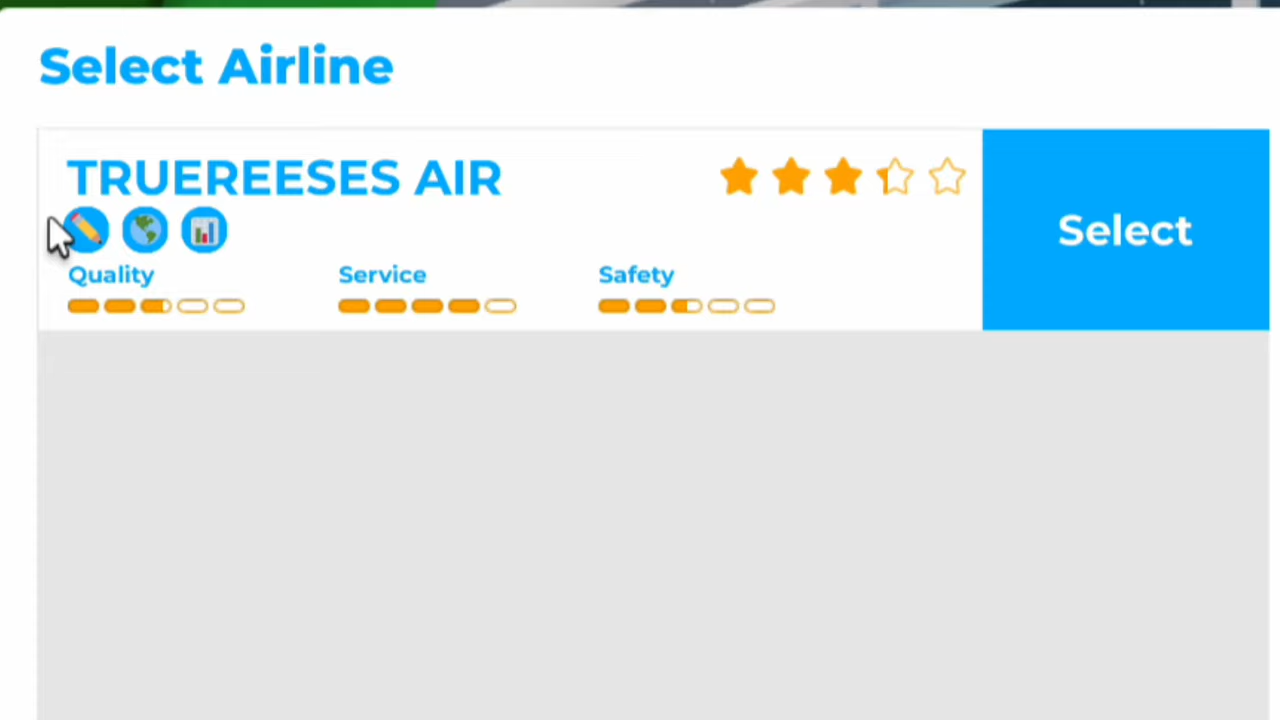 Select Airline
TRUEREESES AIR
Select
Quality
Service
Safety